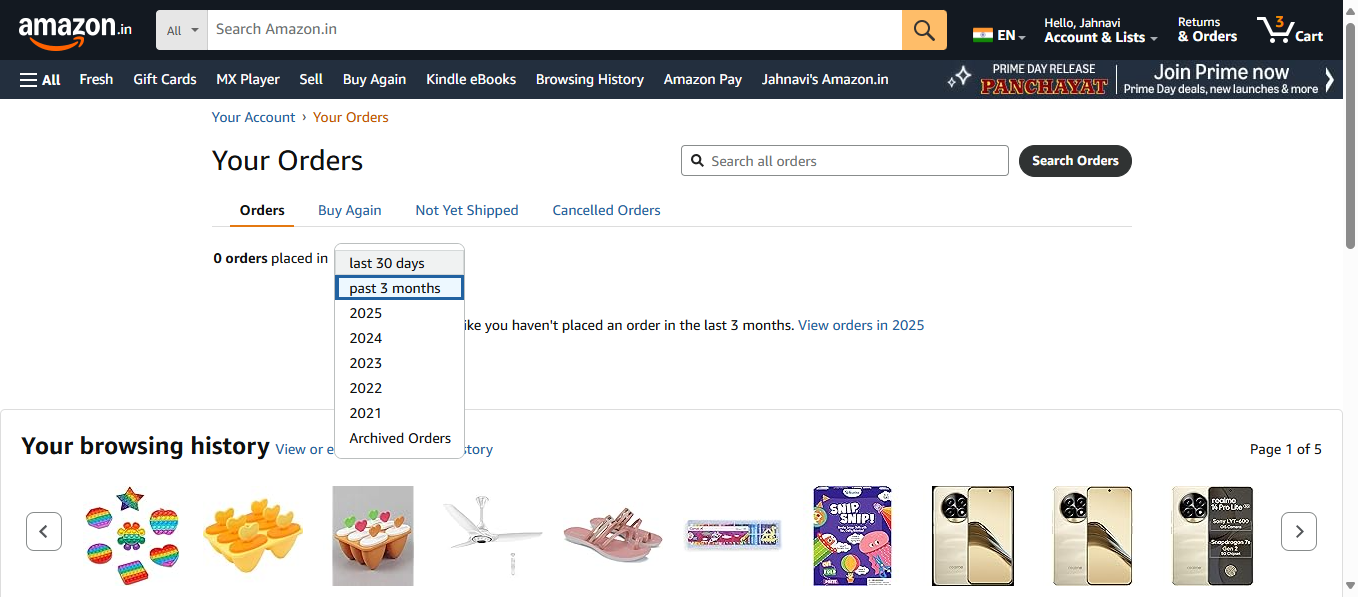 amazon.in
All
Search Amazon.in
EN
Hello, Jahnavi
Account & Lists
Returns
& Orders
3
Cart
All
Fresh
Gift Cards
MX Player
Sell
Buy Again
Kindle eBooks
Browsing History
Amazon Pay
Jahnavi's Amazon.in
PRIME DAY RELEASE
PANCHAYAT
Join Prime now
Prime Day deals, new launches & more
Your Account › Your Orders
Your Orders
Search all orders
Search Orders
Orders
Buy Again
Not Yet Shipped
Cancelled Orders
0 orders placed in
last 30 days
past 3 months
2025
2024
2023
2022
2021
Archived Orders
ike you haven't placed an order in the last 3 months. View orders in 2025
Your browsing history View or e
story
Page 1 of 5
SNIP,
SNIP!
realme
realme
realme
14 Pro Lite
Sony LYT-600
OIS Camera
Snapdragon 7s
Gen 2
5G Chipset